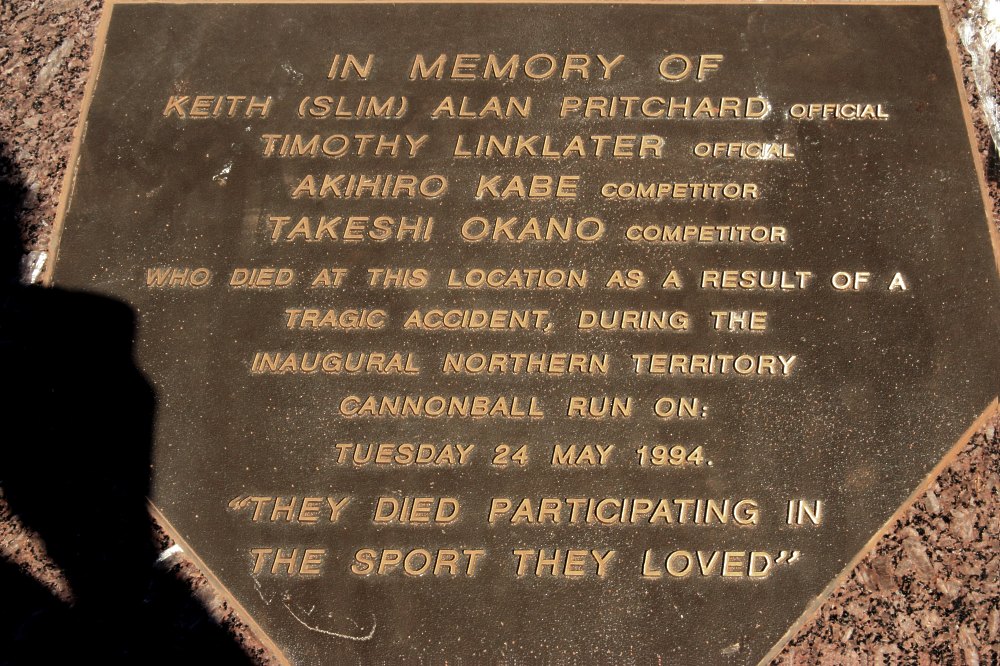 IN MEMORY OF
KEITH (SLIM) ALAN PRITCHARD OFFICIAL
TIMOTHY LINKLATER OFFICIAL
AKIHIRO KABE COMPETITOR
TAKESHI OKANO COMPETITOR
WHO DIED AT THIS LOCATION AS A RESULT OF A
TRAGIC ACCIDENT, DURING THE
INAUGURAL NORTHERN TERRITORY
CANNONBALL RUN ON:
TUESDAY 24 MAY 1994.
“THEY DIED PARTICIPATING IN
THE SPORT THEY LOVED”